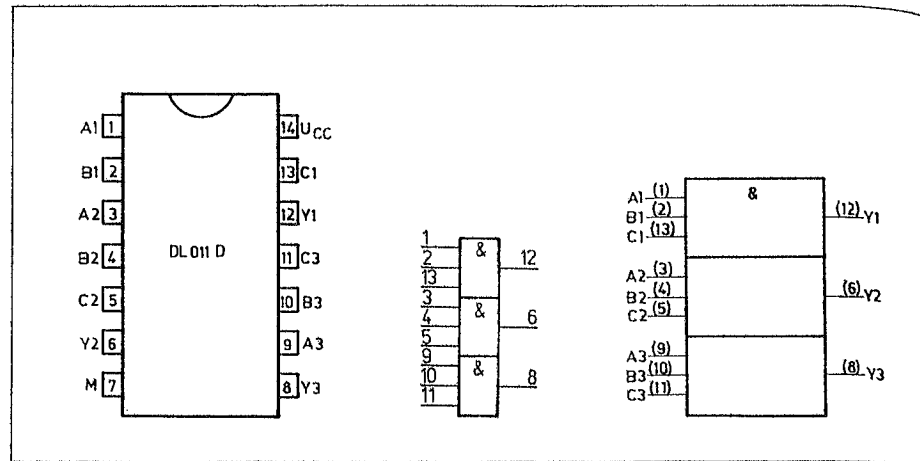 A1 1 14 UCC
B1 2 13 C1
A2 3 12 Y1
B2 4 11 C3
DL 011 D
C2 5 10 B3
Y2 6 9 A3
M 7 8 Y3
1 &
2 12
13
3 &
4 6
5
9 &
10 8
11
&
A1 (1)
B1 (2) (12) Y1
C1 (13)
A2 (3)
B2 (4) (6) Y2
C2 (5)
A3 (9)
B3 (10) (8) Y3
C3 (11)